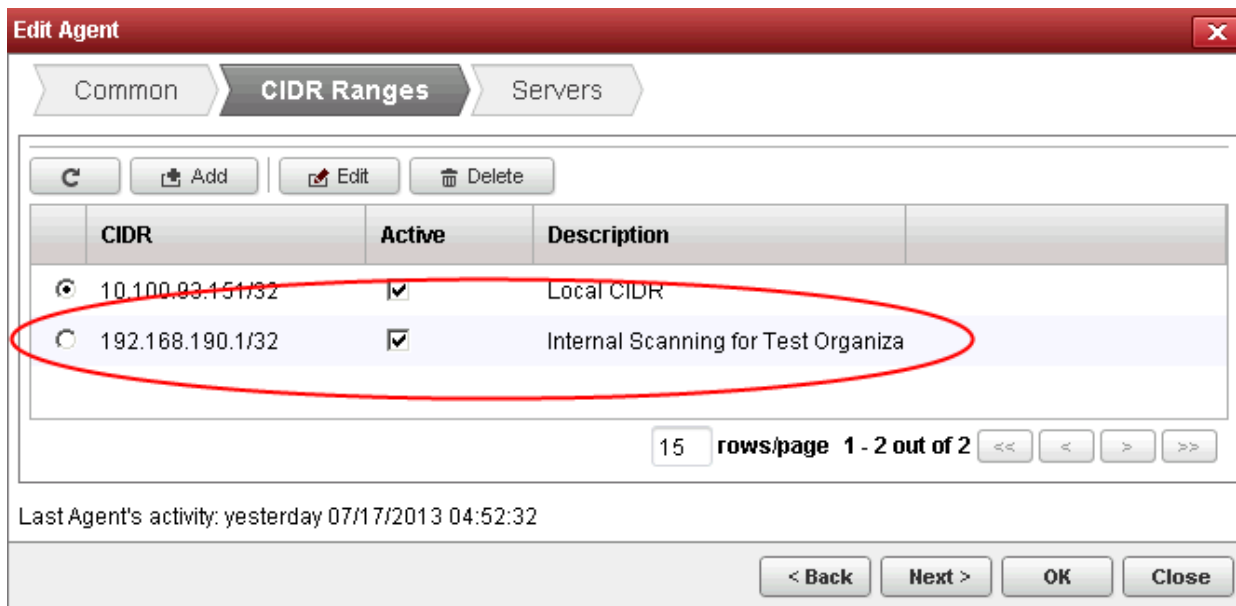 Edit Agent
Common CIDR Ranges Servers
Add Edit Delete
CIDR Active Description
10.100.93.151/32 Local CIDR
192.168.190.1/32 Internal Scanning for Test Organiza
15 rows/page 1 - 2 out of 2 << < > >>
Last Agent's activity: yesterday 07/17/2013 04:52:32
< Back Next > OK Close